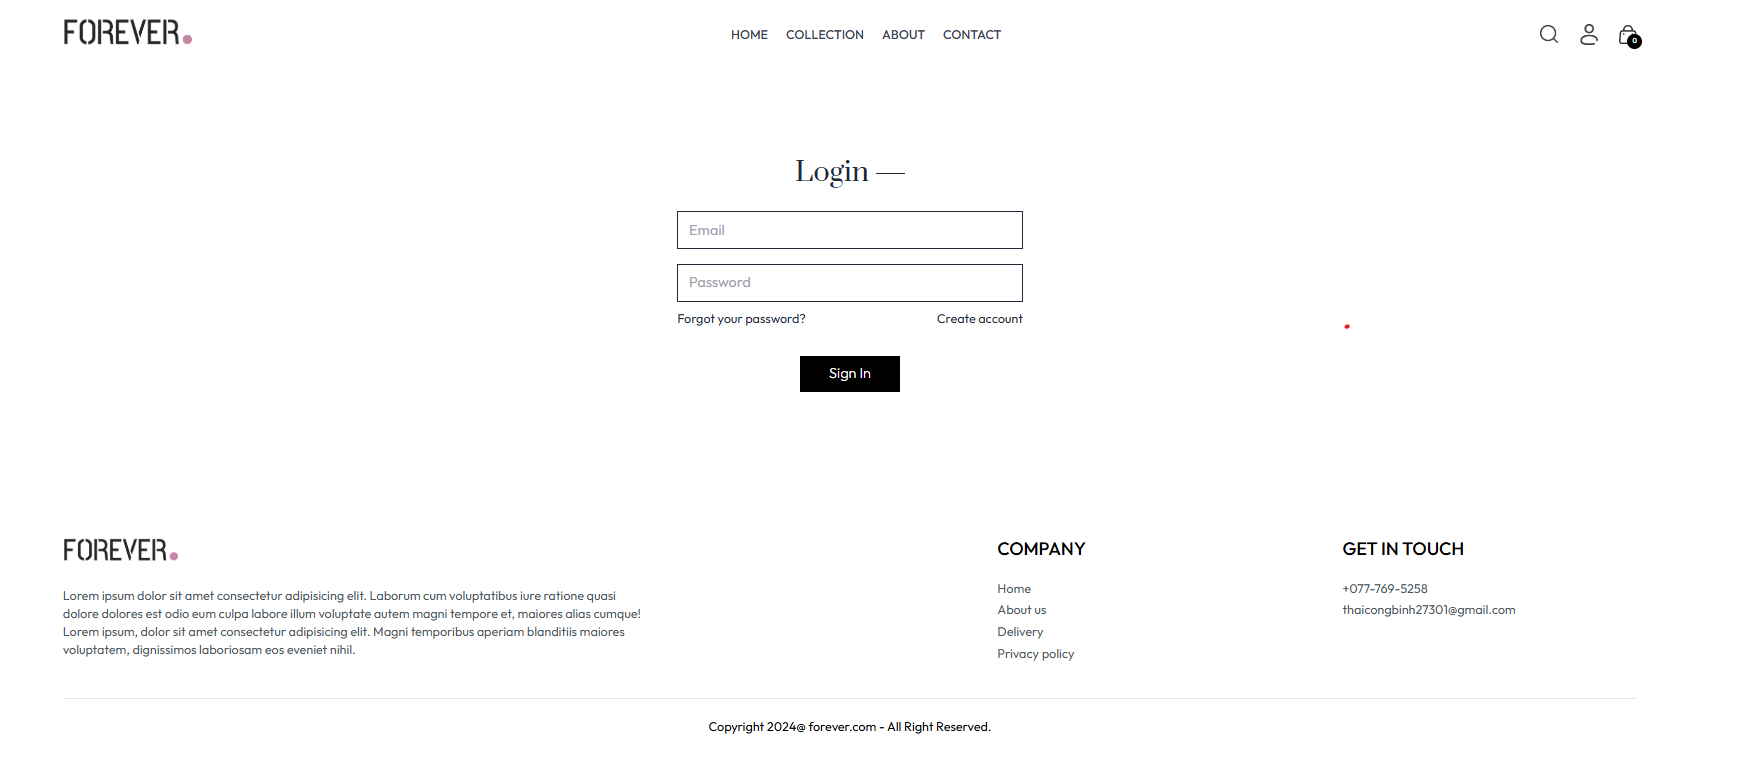 FOREVER.
HOME COLLECTION ABOUT CONTACT
0
Login
Email
Password
Forgot your password? Create account
Sign In
FOREVER.
Lorem ipsum dolor sit amet consectetur adipisicing elit. Laborum cum voluptatibus iure ratione quasi
dolore dolores est odio eum culpa labore illum voluptate autem magni tempore et, maiores alias cumque!
Lorem ipsum, dolor sit amet consectetur adipisicing elit. Magni temporibus aperiam blanditiis maiores
voluptatem, dignissimos laboriosam eos eveniet nihil.
COMPANY
Home
About us
Delivery
Privacy policy
GET IN TOUCH
+077-769-5258
thaicongbinh27301@gmail.com
Copyright 2024@ forever.com - All Right Reserved.